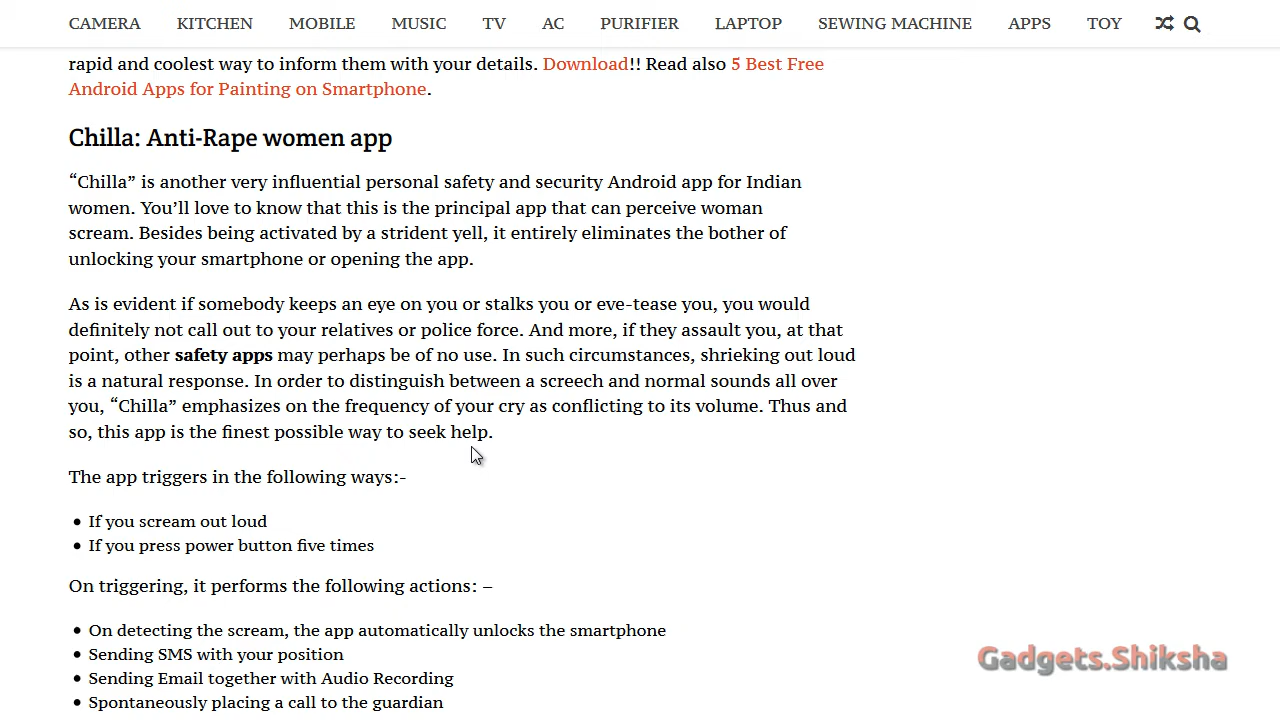 CAMERA KITCHEN MOBILE MUSIC TV AC PURIFIER LAPTOP SEWING MACHINE APPS TOY
rapid and coolest way to inform them with your details. Download!! Read also 5 Best Free
Android Apps for Painting on Smartphone.
Chilla: Anti-Rape women app
“Chilla” is another very influential personal safety and security Android app for Indian
women. You’ll love to know that this is the principal app that can perceive woman
scream. Besides being activated by a strident yell, it entirely eliminates the bother of
unlocking your smartphone or opening the app.
As is evident if somebody keeps an eye on you or stalks you or eve-tease you, you would
definitely not call out to your relatives or police force. And more, if they assault you, at that
point, other safety apps may perhaps be of no use. In such circumstances, shrieking out loud
is a natural response. In order to distinguish between a screech and normal sounds all over
you, “Chilla” emphasizes on the frequency of your cry as conflicting to its volume. Thus and
so, this app is the finest possible way to seek help.
The app triggers in the following ways:-
• If you scream out loud
• If you press power button five times
On triggering, it performs the following actions: –
• On detecting the scream, the app automatically unlocks the smartphone
• Sending SMS with your position
• Sending Email together with Audio Recording
• Spontaneously placing a call to the guardian
Gadgets.Shiksha